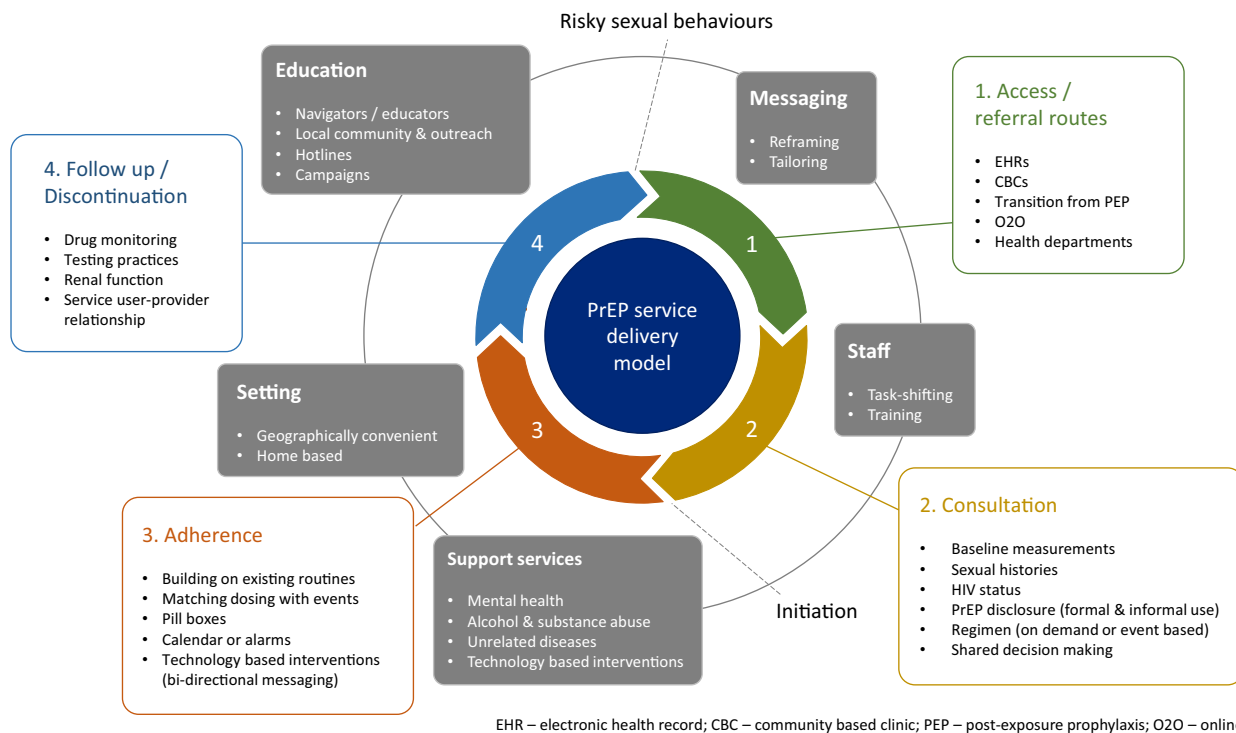 Risky sexual behaviours
Education
• Navigators / educators
• Local community & outreach
• Hotlines
• Campaigns
Messaging
• Reframing
• Tailoring
1. Access /
referral routes
• EHRs
• CBCs
• Transition from PEP
• O2O
• Health departments
4. Follow up /
Discontinuation
• Drug monitoring
• Testing practices
• Renal function
• Service user-provider
relationship
4
1
PrEP service
delivery
model
Staff
• Task-shifting
• Training
Setting
• Geographically convenient
• Home based
3
2
3. Adherence
• Building on existing routines
• Matching dosing with events
• Pill boxes
• Calendar or alarms
• Technology based interventions
(bi-directional messaging)
Support services
• Mental health
• Alcohol & substance abuse
• Unrelated diseases
• Technology based interventions
Initiation
2. Consultation
• Baseline measurements
• Sexual histories
• HIV status
• PrEP disclosure (formal & informal use)
• Regimen (on demand or event based)
• Shared decision making
EHR – electronic health record; CBC – community based clinic; PEP – post-exposure prophylaxis; O2O – online